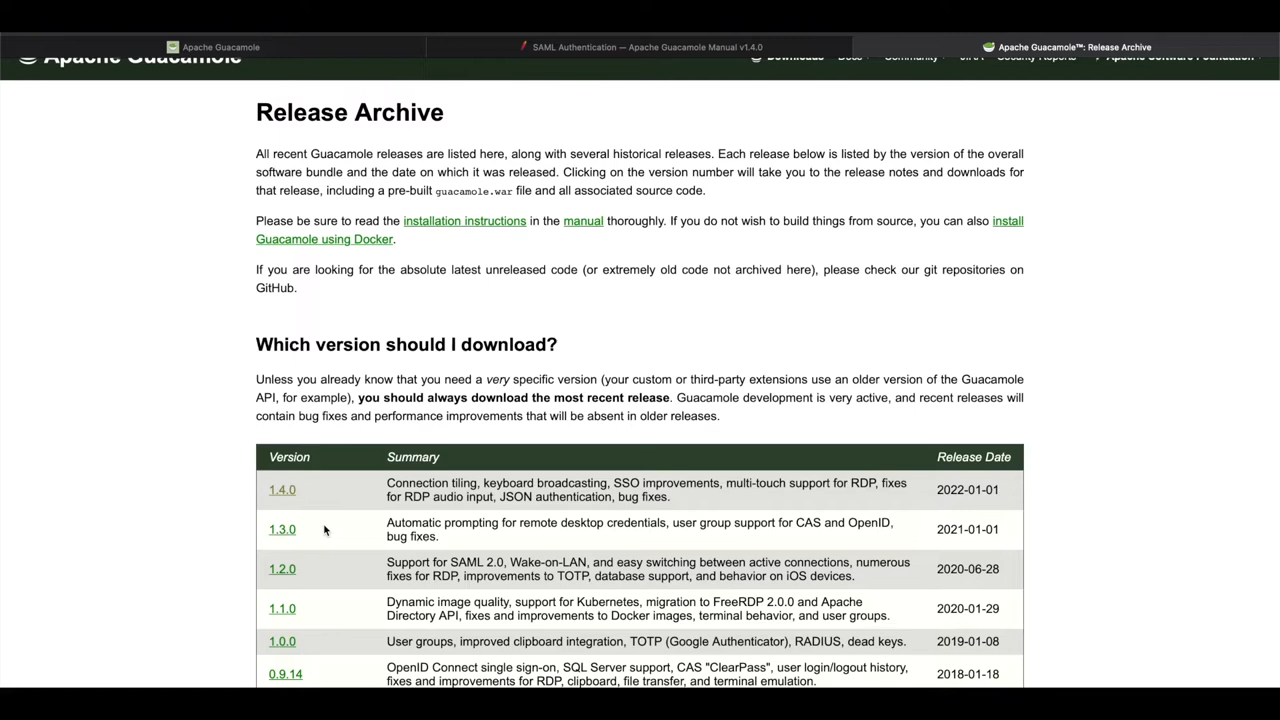 Apache Guacamole
SAML Authentication — Apache Guacamole Manual v1.4.0
Apache Guacamole™: Release Archive
Apache Guacamole
Downloads Docs Community JIRA Security Reports Apache Software Foundation
Release Archive
All recent Guacamole releases are listed here, along with several historical releases. Each release below is listed by the version of the overall
software bundle and the date on which it was released. Clicking on the version number will take you to the release notes and downloads for
that release, including a pre-built guacamole.war file and all associated source code.
Please be sure to read the installation instructions in the manual thoroughly. If you do not wish to build things from source, you can also install
Guacamole using Docker.
If you are looking for the absolute latest unreleased code (or extremely old code not archived here), please check our git repositories on
GitHub.
Which version should I download?
Unless you already know that you need a very specific version (your custom or third-party extensions use an older version of the Guacamole
API, for example), you should always download the most recent release. Guacamole development is very active, and recent releases will
contain bug fixes and performance improvements that will be absent in older releases.
Version Summary Release Date
1.4.0 Connection tiling, keyboard broadcasting, SSO improvements, multi-touch support for RDP, fixes 2022-01-01
for RDP audio input, JSON authentication, bug fixes.
1.3.0 Automatic prompting for remote desktop credentials, user group support for CAS and OpenID, 2021-01-01
bug fixes.
1.2.0 Support for SAML 2.0, Wake-on-LAN, and easy switching between active connections, numerous 2020-06-28
fixes for RDP, improvements to TOTP, database support, and behavior on iOS devices.
1.1.0 Dynamic image quality, support for Kubernetes, migration to FreeRDP 2.0.0 and Apache 2020-01-29
Directory API, fixes and improvements to Docker images, terminal behavior, and user groups.
1.0.0 User groups, improved clipboard integration, TOTP (Google Authenticator), RADIUS, dead keys. 2019-01-08
0.9.14 OpenID Connect single sign-on, SQL Server support, CAS "ClearPass", user login/logout history, 2018-01-18
fixes and improvements for RDP, clipboard, file transfer, and terminal emulation.